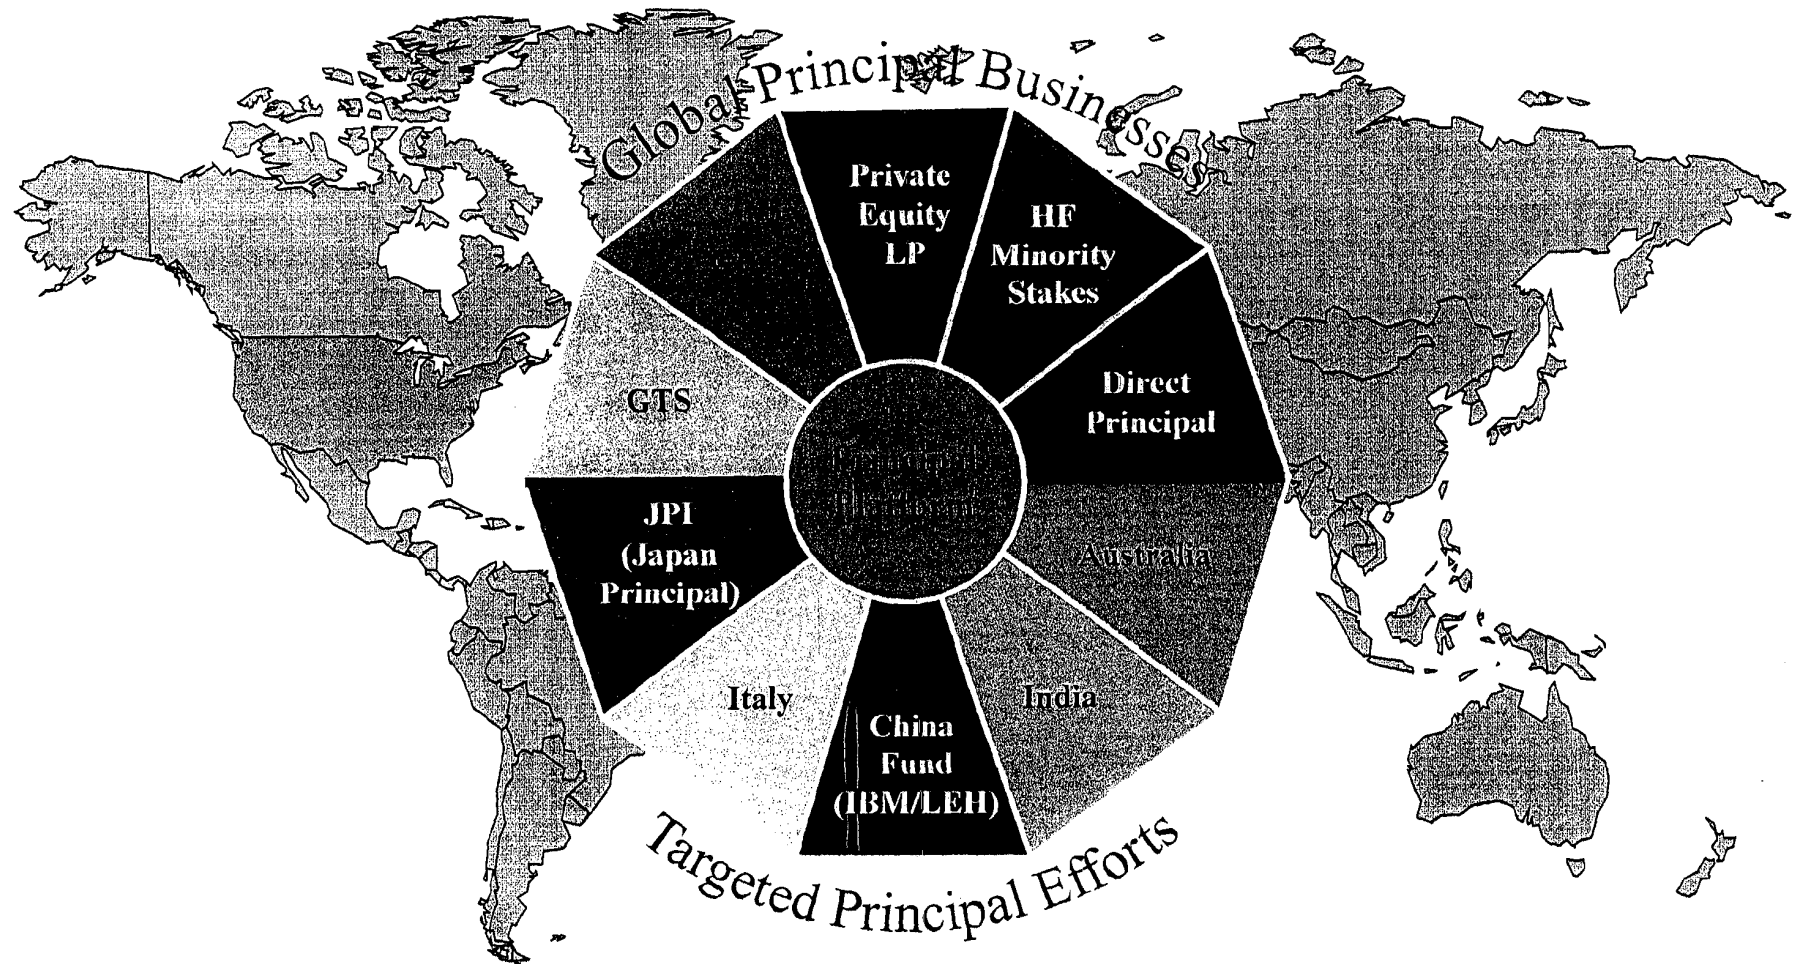 Global Principal Businesses
Private
Equity
LP
HF
Minority
Stakes
Direct
Principal
GTS
JPI
(Japan
Principal)
Australia
Italy
India
China
Fund
(IBM/LEH)
Platform
Targeted Principal Efforts